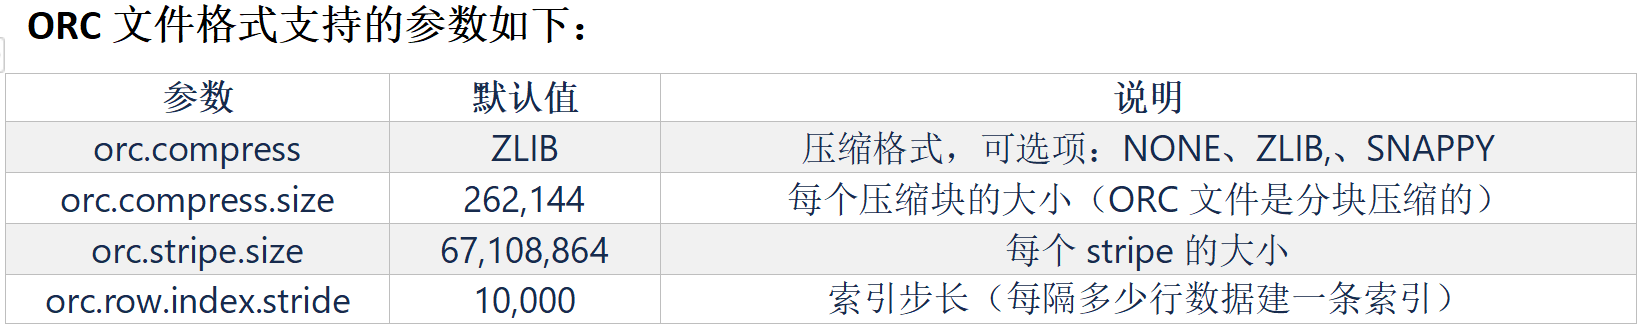 ORC 文件格式支持的参数如下：
参数 默认值 说明
orc.compress ZLIB 压缩格式，可选项：NONE、ZLIB,、SNAPPY
orc.compress.size 262,144 每个压缩块的大小（ORC 文件是分块压缩的）
orc.stripe.size 67,108,864 每个 stripe 的大小
orc.row.index.stride 10,000 索引步长（每隔多少行数据建一条索引）